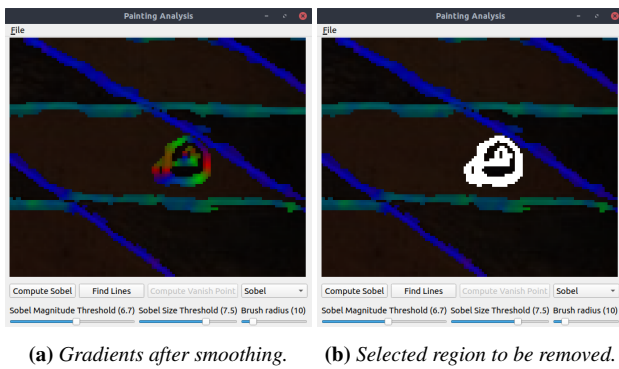 Painting Analysis
File
Compute Sobel Find Lines Compute Vanish Point Sobel
Sobel Magnitude Threshold (6.7) Sobel Size Threshold (7.5) Brush radius (10)
(a) Gradients after smoothing.
Painting Analysis
File
Compute Sobel Find Lines Compute Vanish Point Sobel
Sobel Magnitude Threshold (6.7) Sobel Size Threshold (7.5) Brush radius (10)
(b) Selected region to be removed.